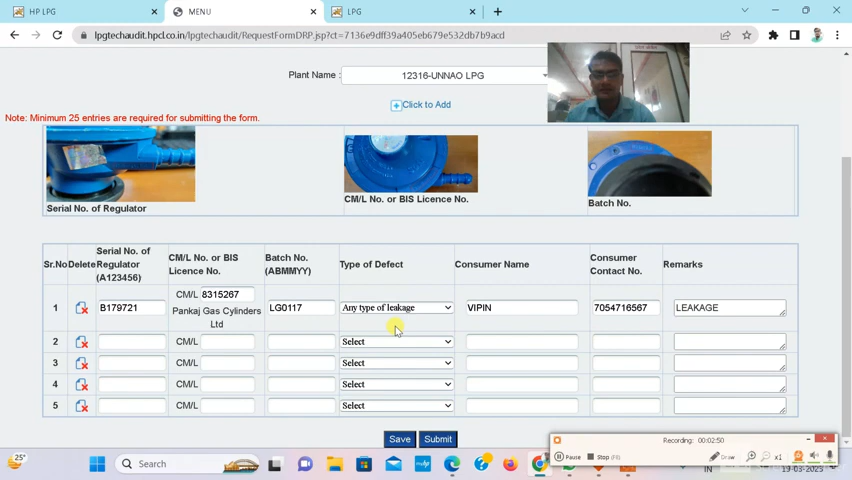 HP LPG
MENU
LPG
lpgtechaudit.hpcl.co.in/lpgtechaudit/RequestFormDRP.jsp?ct=7136e9dff39a405eb679e532db7b9acd
Plant Name : 12316-UNNAO LPG
Click to Add
Note: Minimum 25 entries are required for submitting the form.
Serial No. of Regulator
CM/L No. or BIS Licence No.
Batch No.
Sr.No Delete Serial No. of Regulator (A123456) CM/L No. or BIS Licence No. Batch No. (ABMMYY) Type of Defect Consumer Name Consumer Contact No. Remarks
1 B179721 CM/L 8315267 Pankaj Gas Cylinders Ltd LG0117 Any type of leakage VIPIN 7054716567 LEAKAGE
2 CM/L Select
3 CM/L Select
4 CM/L Select
5 CM/L Select
Save Submit
Recording: 00:02:50
Pause Stop (F8) Draw x1
25°
Search
IN 19-03-2023